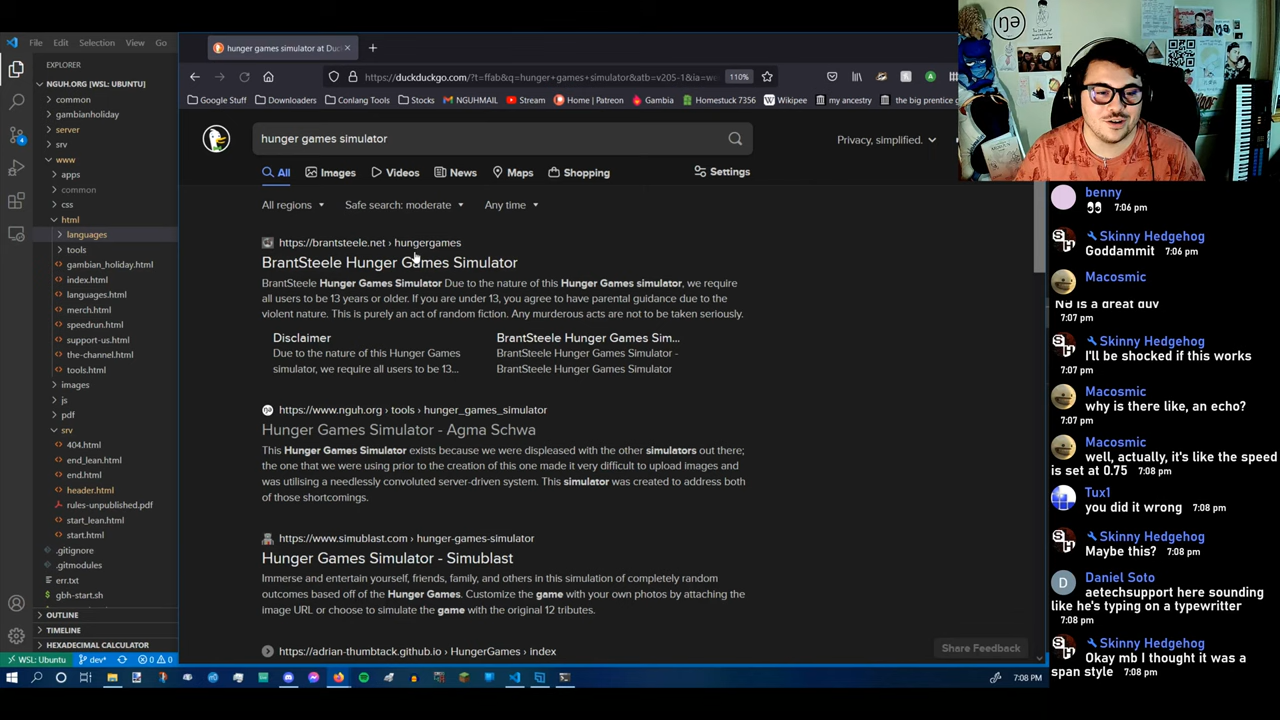 File Edit Selection View Go
EXPLORER
NGUH.ORG [WSL: UBUNTU]
common
gambianholiday
server
srv
www
apps
common
css
html
languages
tools
gambian_holiday.html
index.html
languages.html
merch.html
speedrun.html
support-us.html
the-channel.html
tools.html
images
js
pdf
srv
404.html
end_lean.html
end.html
header.html
rules-unpublished.pdf
start_lean.html
start.html
.gitignore
.gitmodules
err.txt
gbh-start.sh
OUTLINE
TIMELINE
HEXADECIMAL CALCULATOR
WSL: Ubuntu dev* 0 0
4
hunger games simulator at Duc
https://duckduckgo.com/?t=ffab&q=hunger+games+simulator&atb=v205-1&ia=we
110%
Google Stuff Downloaders Conlang Tools Stocks NGUHMAIL Stream Home | Patreon Gambia Homestuck 7356 Wikipee my ancestry the big prentice
hunger games simulator
Privacy, simplified.
All Images Videos News Maps Shopping Settings
All regions Safe search: moderate Any time
https://brantsteele.net › hungergames
BrantSteele Hunger Games Simulator
BrantSteele Hunger Games Simulator Due to the nature of this Hunger Games simulator, we require
all users to be 13 years or older. If you are under 13, you agree to have parental guidance due to the
violent nature. This is purely an act of random fiction. Any murderous acts are not to be taken seriously.
Disclaimer
Due to the nature of this Hunger Games
simulator, we require all users to be 13...
BrantSteele Hunger Games Sim...
BrantSteele Hunger Games Simulator -
BrantSteele Hunger Games Simulator
https://www.nguh.org › tools › hunger_games_simulator
Hunger Games Simulator - Agma Schwa
This Hunger Games Simulator exists because we were displeased with the other simulators out there;
the one that we were using prior to the creation of this one made it very difficult to upload images and
was utilising a needlessly convoluted server-driven system. This simulator was created to address both
of those shortcomings.
https://www.simublast.com › hunger-games-simulator
Hunger Games Simulator - Simublast
Immerse and entertain yourself, friends, family, and others in this simulation of completely random
outcomes based off of the Hunger Games. Customize the game with your own photos by attaching the
image URL or choose to simulate the game with the original 12 tributes.
https://adrian-thumbtack.github.io › HungerGames › index
Share Feedback
7:08 PM
ŋə
benny
7:06 pm
Skinny Hedgehog
Goddammit 7:06 pm
Macosmic
Ŋə is a great guy
7:07 pm
Skinny Hedgehog
I'll be shocked if this works
7:07 pm
Macosmic
why is there like, an echo?
7:07 pm
Macosmic
well, actually, it's like the speed
is set at 0.75 7:08 pm
Tux1
you did it wrong 7:08 pm
Skinny Hedgehog
Maybe this? 7:08 pm
D
Daniel Soto
aetechsupport here sounding
like he's typing on a typewriter
7:08 pm
Skinny Hedgehog
Okay mb I thought it was a
span style 7:08 pm